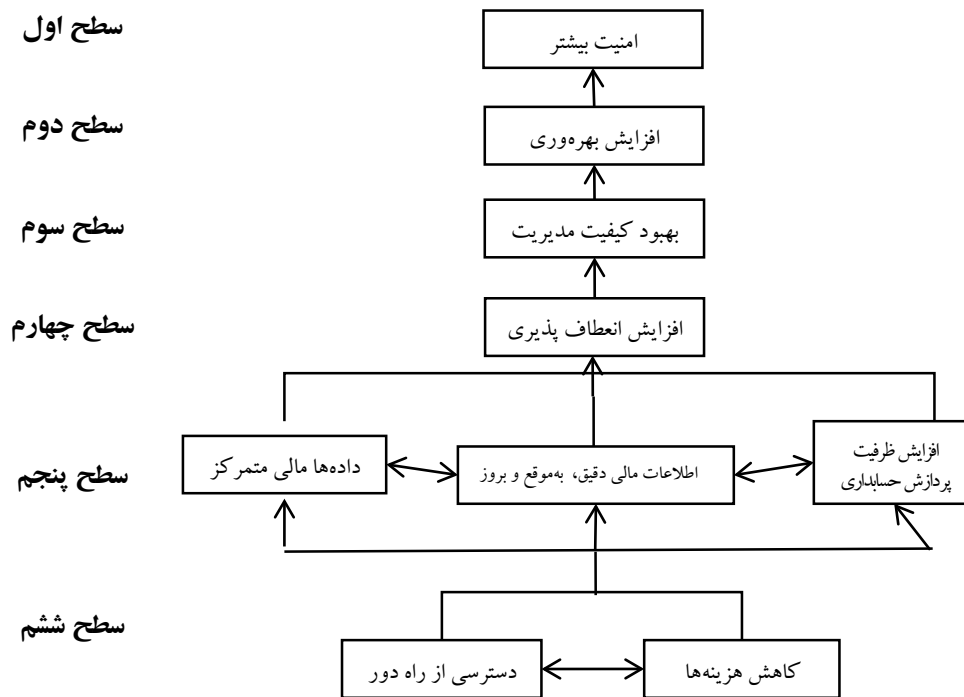 سطح اول
امنیت بیشتر
سطح دوم
افزایش بهره‌وری
سطح سوم
بهبود کیفیت مدیریت
سطح چهارم
افزایش انعطاف پذیری
سطح پنجم
افزایش ظرفیت
پردازش حسابداری
اطلاعات مالی دقیق، به‌موقع و بروز
داده‌ها مالی متمرکز
سطح ششم
کاهش هزینه‌ها
دسترسی از راه دور